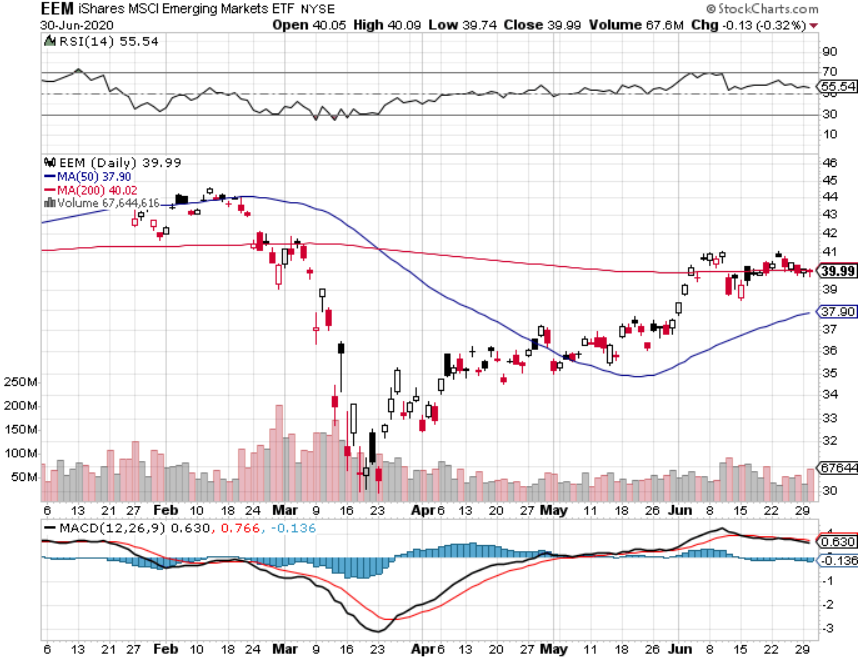 EEM iShares MSCI Emerging Markets ETF NYSE
© StockCharts.com
30-Jun-2020
Open 40.05 High 40.09 Low 39.74 Close 39.99 Volume 67.6M Chg -0.13 (-0.32%)
RSI(14) 55.54
90
70
55.54
30
10
EEM (Daily) 39.99
MA(50) 37.90
MA(200) 40.02
Volume 67,644,616
46
45
44
43
42
41
39.99
39
37.90
37
36
35
34
33
32
30
250M
200M
150M
100M
50M
67644
6 13 21 27 Feb 10 18 24 Mar 9 16 23 Apr 6 13 20 27 May 11 18 26 Jun 8 15 22 29
MACD(12,26,9) 0.630, 0.766, -0.136
0.630
-0.136
-1
-2
-3
6 13 21 27 Feb 10 18 24 Mar 9 16 23 Apr 6 13 20 27 May 11 18 26 Jun 8 15 22 29